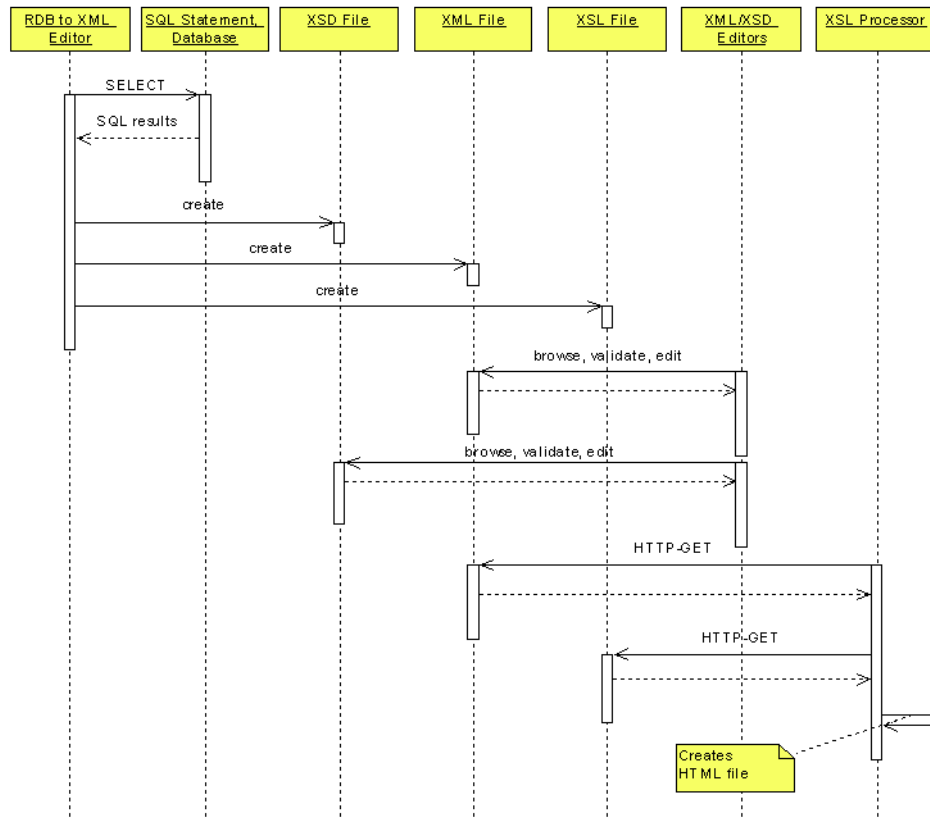 RDB to XML
Editor
SQL Statement,
Database
XSD File
XML File
XSL File
XML/XSD
Editors
XSL Processor
SELECT
SQL results
create
create
create
browse, validate, edit
browse, validate, edit
HTTP-GET
HTTP-GET
Creates
HTML file